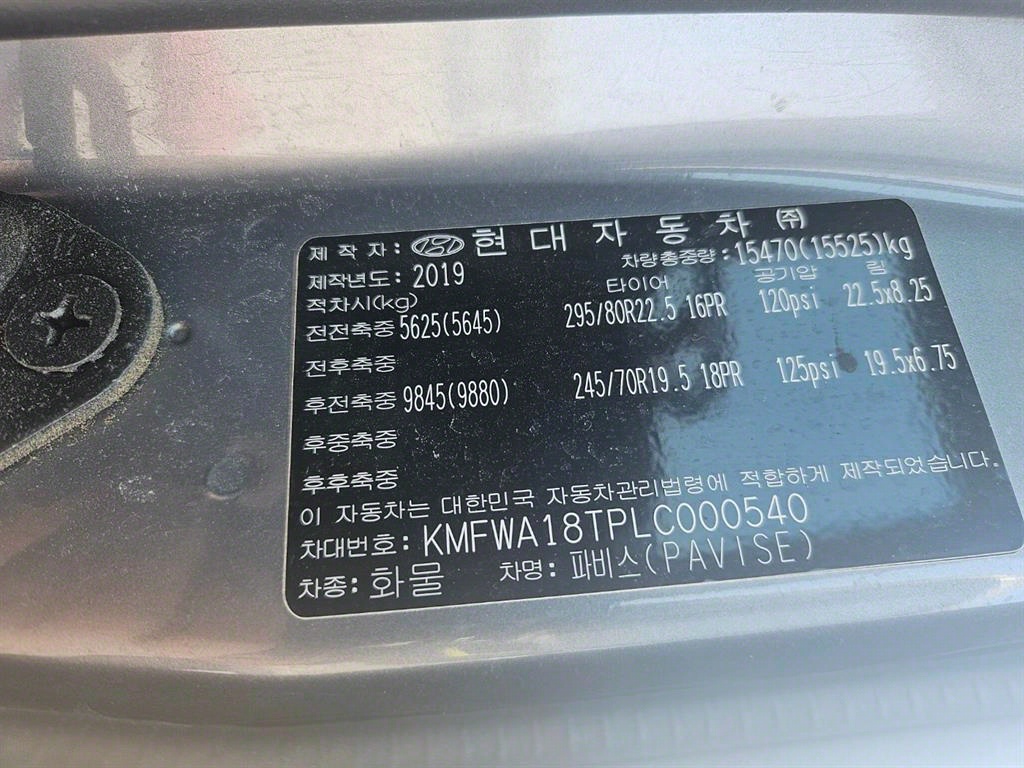 제 작 자: 현 대 자 동 차 ㈜
제작년도: 2019 차량총중량:15470(15525)kg
적차시(kg) 타이어 공기압 림
전전축중 5625(5645) 295/80R22.5 16PR 120psi 22.5x8.25
전후축중
후전축중 9845(9880) 245/70R19.5 18PR 125psi 19.5x6.75
후중축중
후후축중
이 자동차는 대한민국 자동차관리법령에 적합하게 제작되었습니다.
차대번호: KMFWA18TPLC000540
차종: 화물 차명: 파비스(PAVISE)